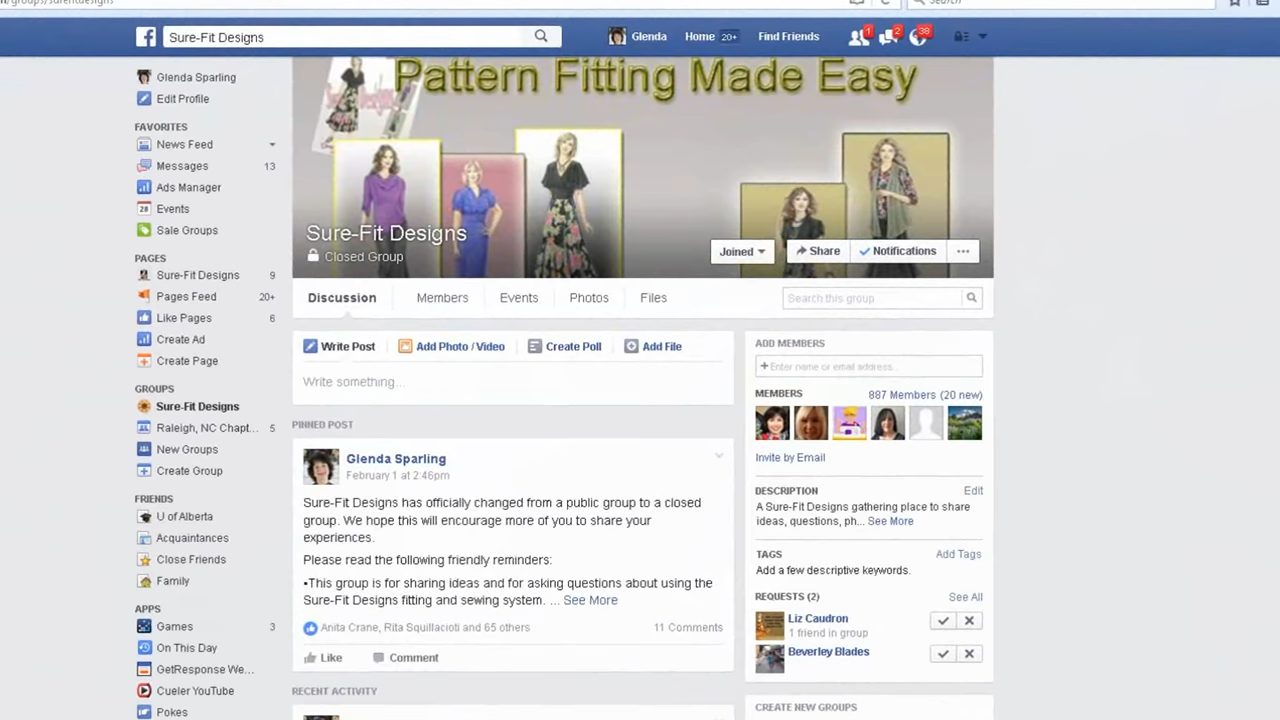 Sure-Fit Designs
Glenda
Home 20+
Find Friends
1
2
38
Glenda Sparling
Edit Profile
FAVORITES
News Feed
Messages 13
Ads Manager
28 Events
Sale Groups
PAGES
Sure-Fit Designs 9
Pages Feed 20+
Like Pages 6
Create Ad
Create Page
GROUPS
Sure-Fit Designs
Raleigh, NC Chapt... 5
New Groups
Create Group
FRIENDS
U of Alberta
Acquaintances
Close Friends
Family
APPS
Games 3
On This Day
GetResponse We...
Cueler YouTube
Pokes
Pattern Fitting Made Easy
Sure-Fit Designs
Closed Group
Joined
Share
Notifications
...
Discussion
Members
Events
Photos
Files
Search this group
Write Post
Add Photo / Video
Create Poll
Add File
Write something...
PINNED POST
Glenda Sparling
February 1 at 2:46pm
Sure-Fit Designs has officially changed from a public group to a closed
group. We hope this will encourage more of you to share your
experiences.
Please read the following friendly reminders:
•This group is for sharing ideas and for asking questions about using the
Sure-Fit Designs fitting and sewing system. ... See More
Anita Crane, Rita Squillacioti and 65 others
11 Comments
Like
Comment
RECENT ACTIVITY
ADD MEMBERS
+Enter name or email address..
MEMBERS
887 Members (20 new)
Invite by Email
DESCRIPTION
Edit
A Sure-Fit Designs gathering place to share
ideas, questions, ph... See More
TAGS
Add Tags
Add a few descriptive keywords.
REQUESTS (2)
See All
Liz Caudron
1 friend in group
Beverley Blades
CREATE NEW GROUPS